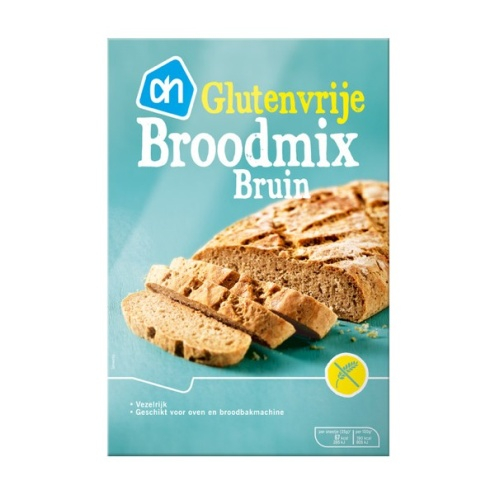 ah
Glutenvrije
Broodmix
Bruin
• Vezelrijk
• Geschikt voor oven en broodbakmachine